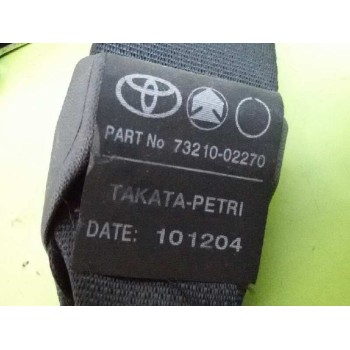 PART No 73210-02270
TAKATA-PETRI
DATE: 101204